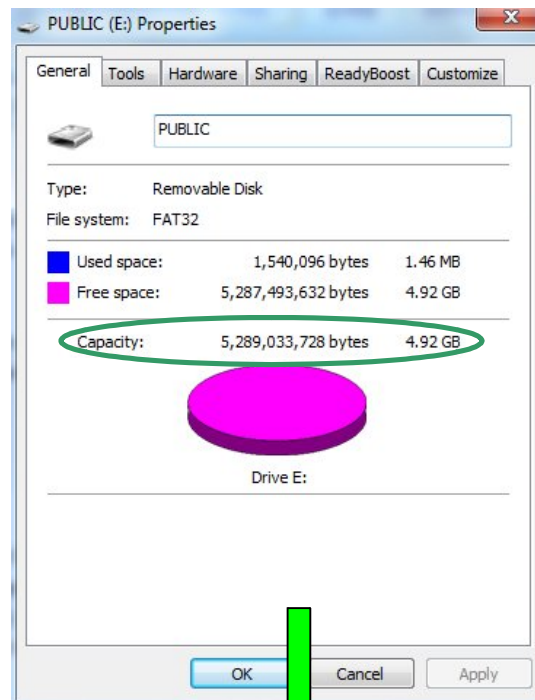 PUBLIC (E:) Properties
General Tools Hardware Sharing ReadyBoost Customize
PUBLIC
Type: Removable Disk
File system: FAT32
Used space: 1,540,096 bytes 1.46 MB
Free space: 5,287,493,632 bytes 4.92 GB
Capacity: 5,289,033,728 bytes 4.92 GB
Drive E:
OK Cancel Apply